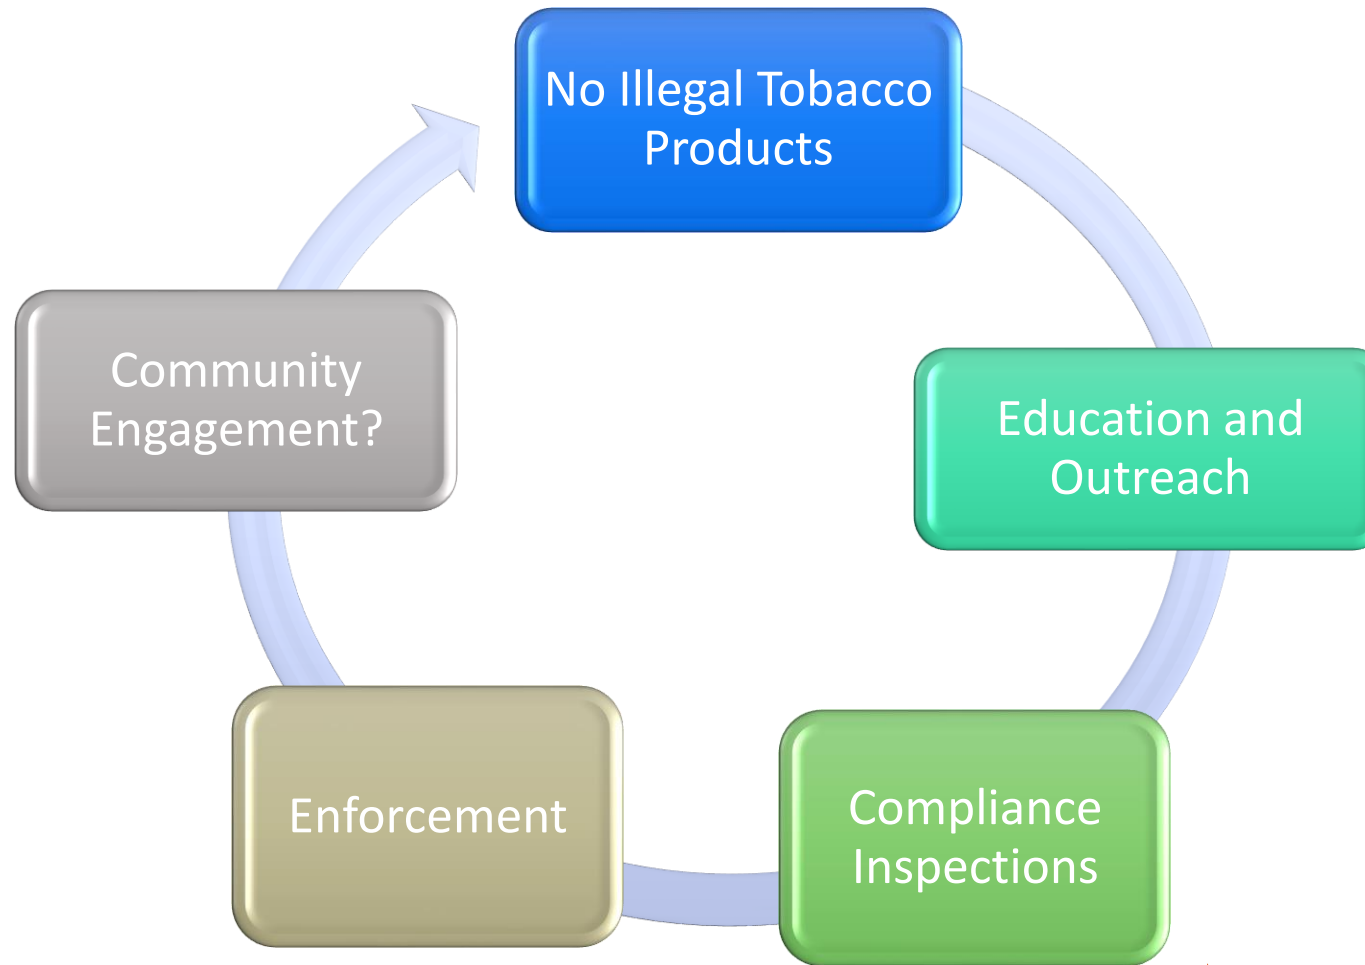 No Illegal Tobacco
Products
Education and
Outreach
Compliance
Inspections
Enforcement
Community
Engagement?